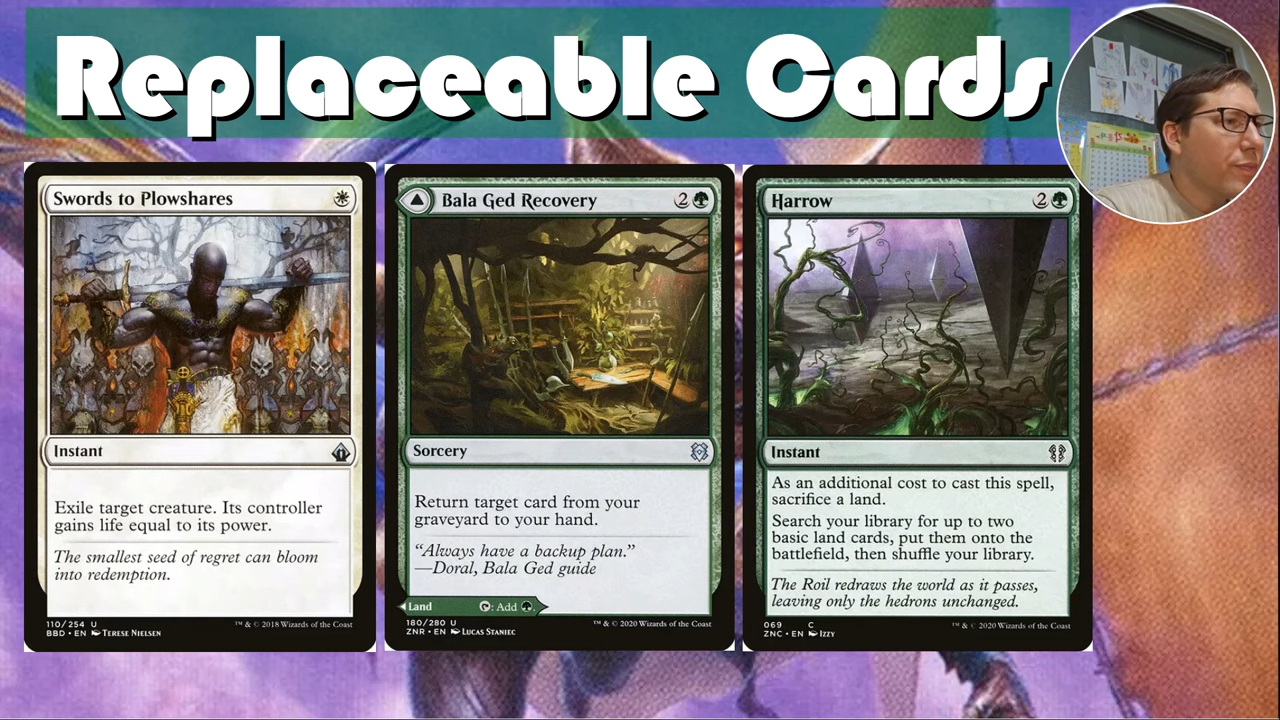 Replaceable Cards
Swords to Plowshares
Instant
Exile target creature. Its controller
gains life equal to its power.
The smallest seed of regret can bloom
into redemption.
110/254 U
BBD • EN Terese Nielsen
™ & © 2018 Wizards of the Coast
Bala Ged Recovery 2
Sorcery
Return target card from your
graveyard to your hand.
“Always have a backup plan.”
—Doral, Bala Ged guide
Land : Add .
180/280 U
ZNR • EN Lucas Staniec
™ & © 2020 Wizards of the Coast
Harrow 2
Instant
As an additional cost to cast this spell,
sacrifice a land.
Search your library for up to two
basic land cards, put them onto the
battlefield, then shuffle your library.
The Roil redraws the world as it passes,
leaving only the hedrons unchanged.
069 C
ZNC • EN Izzy
™ & © 2020 Wizards of the Coast